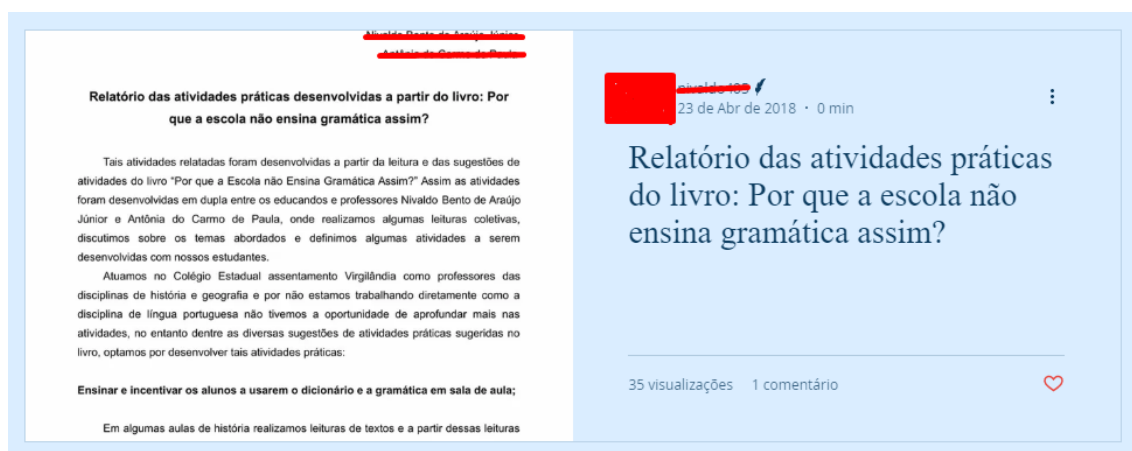 Relatório das atividades práticas desenvolvidas a partir do livro: Por
que a escola não ensina gramática assim?
Tais atividades relatadas foram desenvolvidas a partir da leitura e das sugestões de
atividades do livro "Por que a Escola não Ensina Gramática Assim?" Assim as atividades
foram desenvolvidas em dupla entre os educandos e professores Nivaldo Bento de Araújo
Júnior e Antônia do Carmo de Paula, onde realizamos algumas leituras coletivas,
discutimos sobre os temas abordados e definimos algumas atividades a serem
desenvolvidas com nossos estudantes.
Atuamos no Colégio Estadual assentamento Virgilândia como professores das
disciplinas de história e geografia e por não estamos trabalhando diretamente como a
disciplina de língua portuguesa não tivemos a oportunidade de aprofundar mais nas
atividades, no entanto dentre as diversas sugestões de atividades práticas sugeridas no
livro, optamos por desenvolver tais atividades práticas:
Ensinar e incentivar os alunos a usarem o dicionário e a gramática em sala de aula;
Em algumas aulas de história realizamos leituras de textos e a partir dessas leituras
23 de Abr de 2018 · 0 min
Relatório das atividades práticas
do livro: Por que a escola não
ensina gramática assim?
35 visualizações 1 comentário